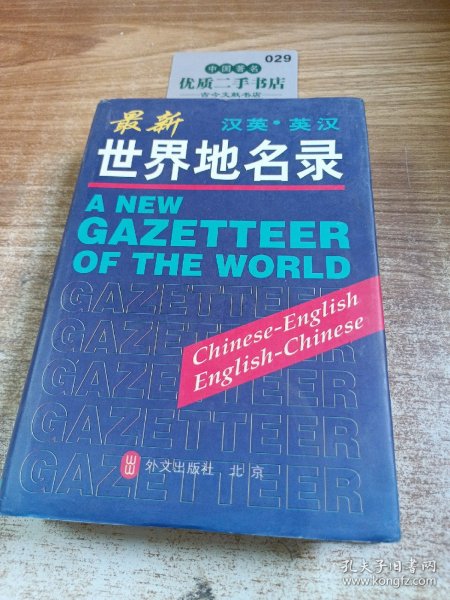 029
中国著名
优质二手书店
古今文献书店
最新 汉英·英汉
世界地名录
A NEW
GAZETTEER
OF THE WORLD
GAZETTEER
Chinese-English
English-Chinese
GAZETTEER
GAZETTEER
GAZETTEER
GAZETTEER
外文出版社 北京
孔夫子旧书网
www.kongfz.com